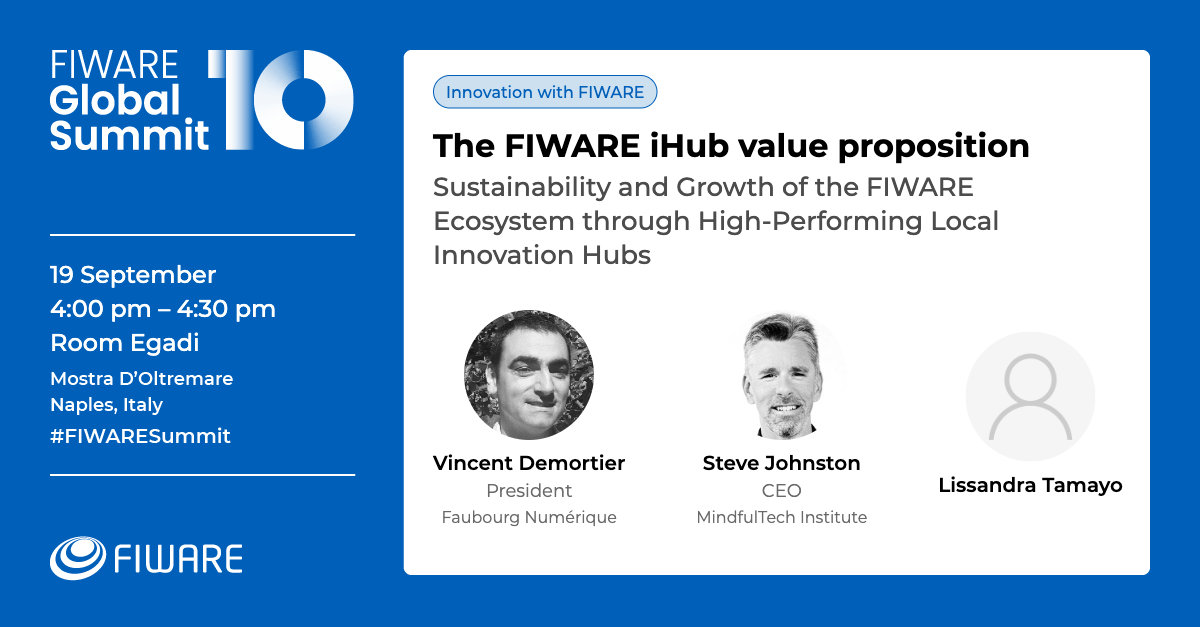 FIWARE
Global
Summit
10
19 September
4:00 pm – 4:30 pm
Room Egadi
Mostra D’Oltremare
Naples, Italy
#FIWARESummit
FIWARE
Innovation with FIWARE
The FIWARE iHub value proposition
Sustainability and Growth of the FIWARE
Ecosystem through High-Performing Local
Innovation Hubs
Vincent Demortier
President
Faubourg Numérique
Steve Johnston
CEO
MindfulTech Institute
Lissandra Tamayo